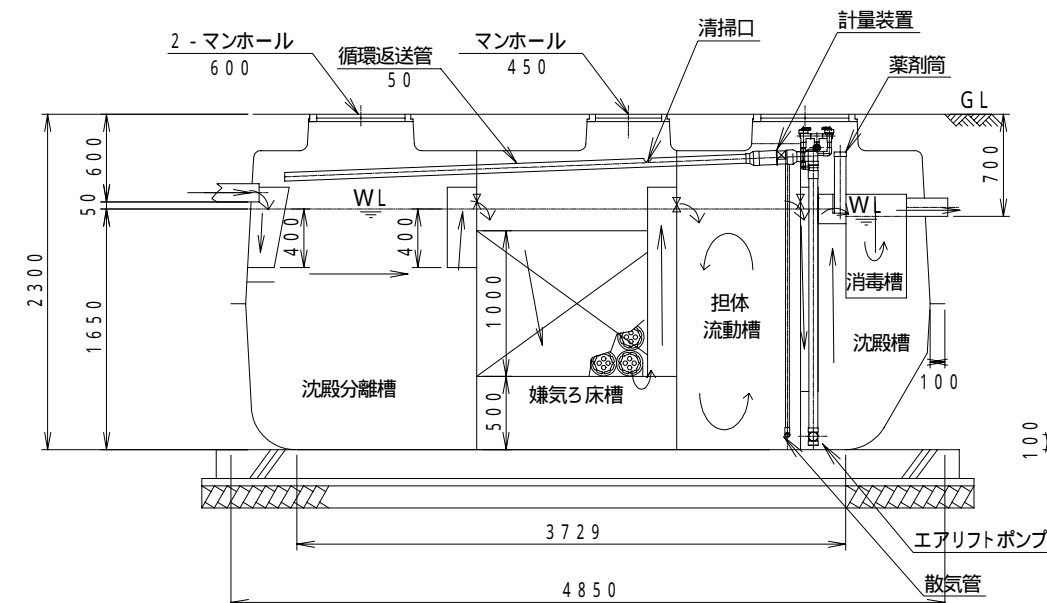 2 - マンホール
600
循環返送管
50
マンホール
450
清掃口
計量装置
薬剤筒
GL
600
50
2300
1650
WL
400
400
1000
500
WL
700
消毒槽
担体
流動槽
沈殿槽
沈殿分離槽
嫌気ろ床槽
100
100
3729
エアリフトポンプ
散気管
4850